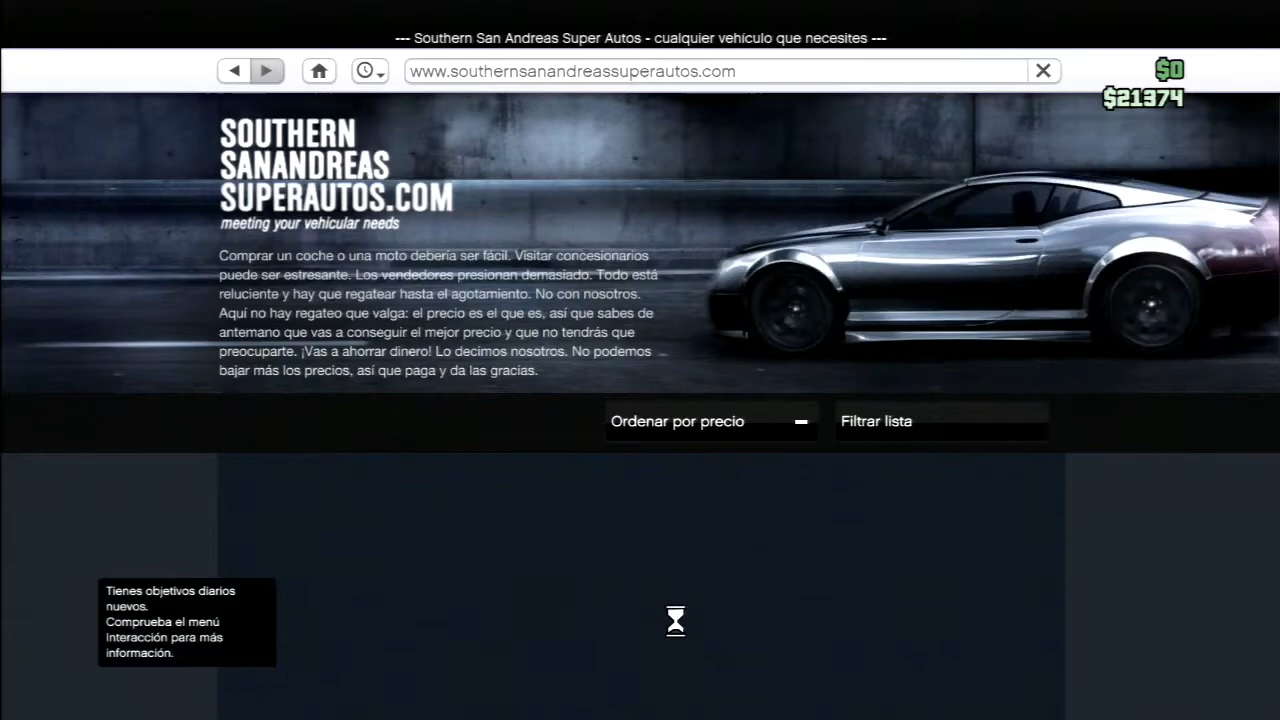 --- Southern San Andreas Super Autos - cualquier vehículo que necesites ---
www.southernsanandreassuperautos.com
$0
$21374
SOUTHERN
SANANDREAS
SUPERAUTOS.COM
meeting your vehicular needs
Comprar un coche o una moto debería ser fácil. Visitar concesionarios
puede ser estresante. Los vendedores presionan demasiado. Todo está
reluciente y hay que regatear hasta el agotamiento. No con nosotros.
Aquí no hay regateo que valga: el precio es el que es, así que sabes de
antemano que vas a conseguir el mejor precio y que no tendrás que
preocuparte. ¡Vas a ahorrar dinero! Lo decimos nosotros. No podemos
bajar más los precios, así que paga y da las gracias.
Ordenar por precio
Filtrar lista
Tienes objetivos diarios
nuevos.
Comprueba el menú
Interacción para más
información.